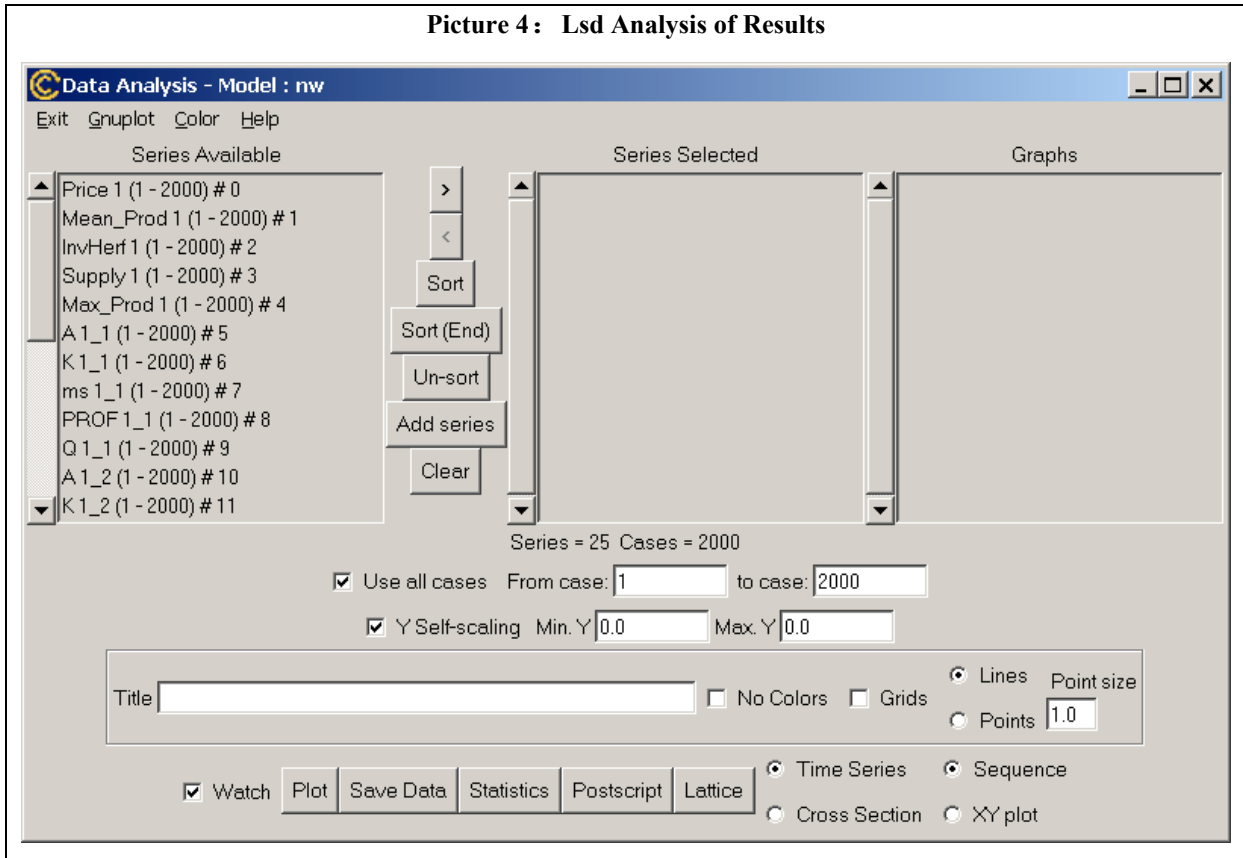 Picture 4： Lsd Analysis of Results
Data Analysis - Model : nw
Exit Gnuplot Color Help
Series Available
Series Selected
Graphs
Price 1 (1 - 2000) # 0
Mean_Prod 1 (1 - 2000) # 1
InvHerf 1 (1 - 2000) # 2
Supply 1 (1 - 2000) # 3
Max_Prod 1 (1 - 2000) # 4
A 1_1 (1 - 2000) # 5
K 1_1 (1 - 2000) # 6
ms 1_1 (1 - 2000) # 7
PROF 1_1 (1 - 2000) # 8
Q 1_1 (1 - 2000) # 9
A 1_2 (1 - 2000) # 10
K 1_2 (1 - 2000) # 11
>
<
Sort
Sort (End)
Un-sort
Add series
Clear
Series = 25 Cases = 2000
Use all cases From case: 1 to case: 2000
Y Self-scaling Min. Y 0.0 Max. Y 0.0
Title No Colors Grids
Lines
Points
Point size
1.0
Watch Plot Save Data Statistics Postscript Lattice
Time Series Sequence
Cross Section XY plot